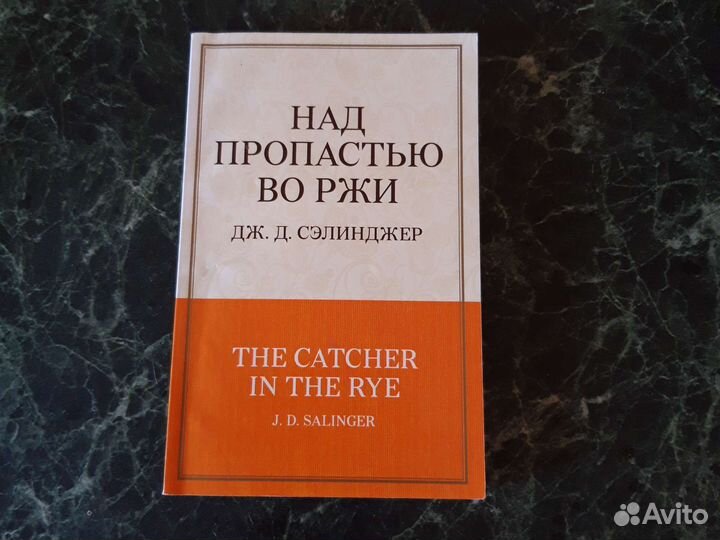 НАД
ПРОПАСТЬЮ
ВО РЖИ
ДЖ. Д. СЭЛИНДЖЕР
THE CATCHER
IN THE RYE
J. D. SALINGER
Avito